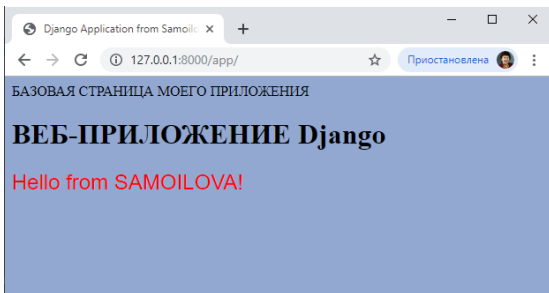 Django Application from Samoilo
127.0.0.1:8000/app/
Приостановлена
БАЗОВАЯ СТРАНИЦА МОЕГО ПРИЛОЖЕНИЯ
ВЕБ-ПРИЛОЖЕНИЕ Django
Hello from SAMOILOVA!